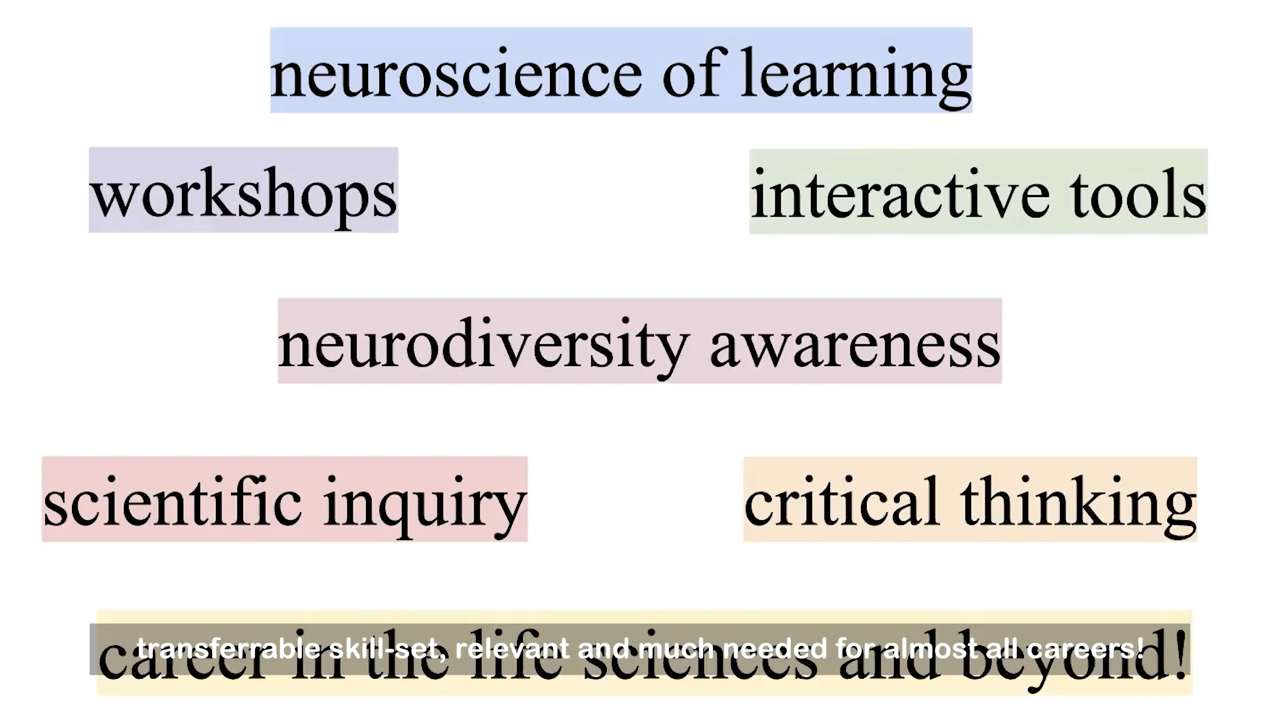 neuroscience of learning
workshops
interactive tools
neurodiversity awareness
scientific inquiry
critical thinking
career in the life sciences and beyond!
transferrable skill-set, relevant and much needed for almost all careers!